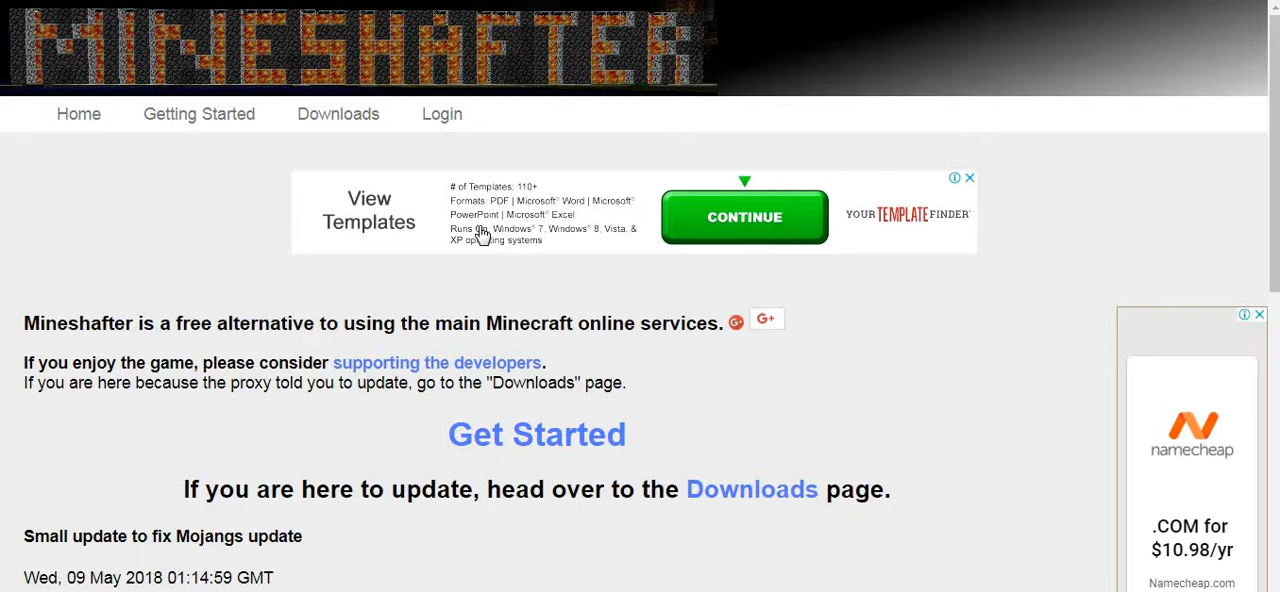 MINESHAFTER
Home Getting Started Downloads Login
View
Templates
# of Templates: 110+
Formats: PDF | Microsoft® Word | Microsoft®
PowerPoint | Microsoft® Excel
Runs On: Windows® 7, Windows® 8, Vista, &
XP operating systems
CONTINUE
YOUR TEMPLATE FINDER®
Mineshafter is a free alternative to using the main Minecraft online services. G+ G+
If you enjoy the game, please consider supporting the developers.
If you are here because the proxy told you to update, go to the "Downloads" page.
Get Started
If you are here to update, head over to the Downloads page.
Small update to fix Mojangs update
Wed, 09 May 2018 01:14:59 GMT
namecheap
.COM for
$10.98/yr
Namecheap.com